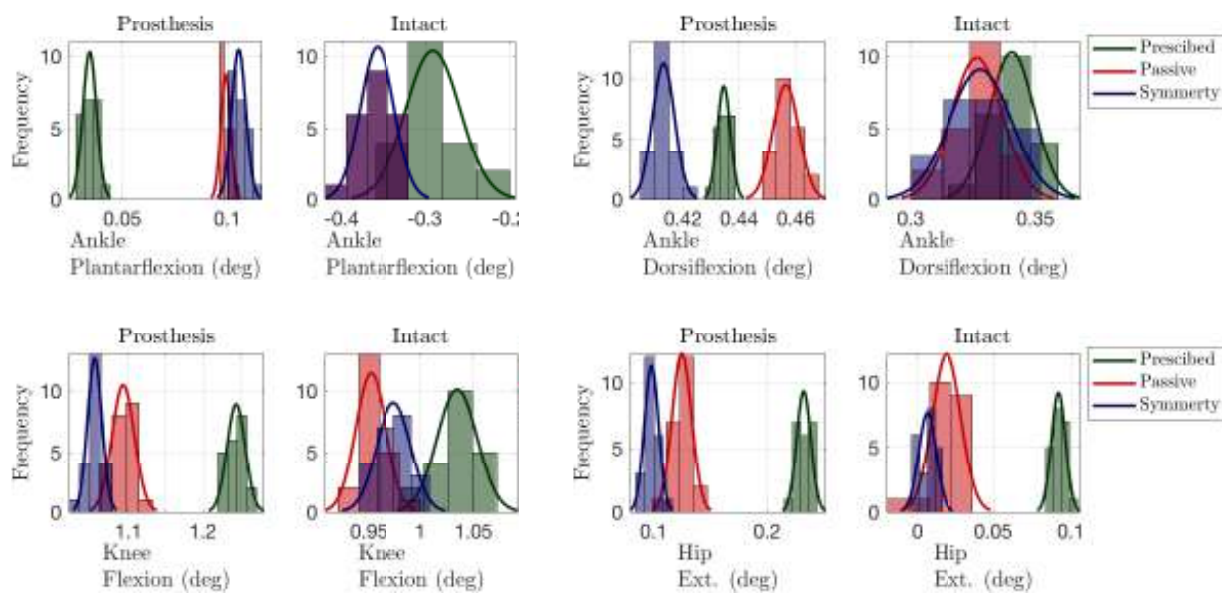 Prosthesis
Intact
Prosthesis
Intact
Frequency
10
5
0
0.05
0.1
Ankle
Plantarflexion (deg)
-0.4
-0.3
-0.2
Ankle
Plantarflexion (deg)
Frequency
10
5
0
0.42
0.44
0.46
Ankle
Dorsiflexion (deg)
10
5
0
0.3
0.35
Ankle
Dorsiflexion (deg)
Prescibed
Passive
Symmerty
Prosthesis
Intact
Prosthesis
Intact
Frequency
10
5
0
1.1
1.2
Knee
Flexion (deg)
10
5
0
0.95
1
1.05
Knee
Flexion (deg)
Frequency
10
5
0
0.1
0.2
Hip
Ext. (deg)
10
5
0
0
0.05
0.1
Hip
Ext. (deg)
Prescibed
Passive
Symmerty